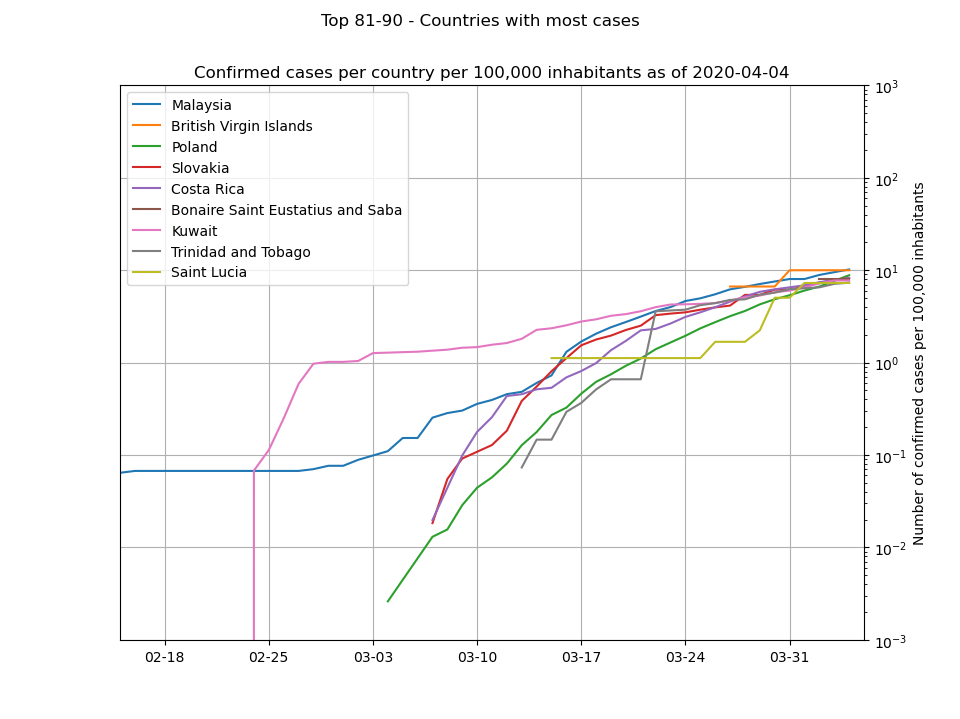 Top 81-90 - Countries with most cases
Confirmed cases per country per 100,000 inhabitants as of 2020-04-04
Malaysia
British Virgin Islands
Poland
Slovakia
Costa Rica
Bonaire Saint Eustatius and Saba
Kuwait
Trinidad and Tobago
Saint Lucia
10³
10²
10¹
10⁰
10⁻¹
10⁻²
10⁻³
Number of confirmed cases per 100,000 inhabitants
02-18 02-25 03-03 03-10 03-17 03-24 03-31